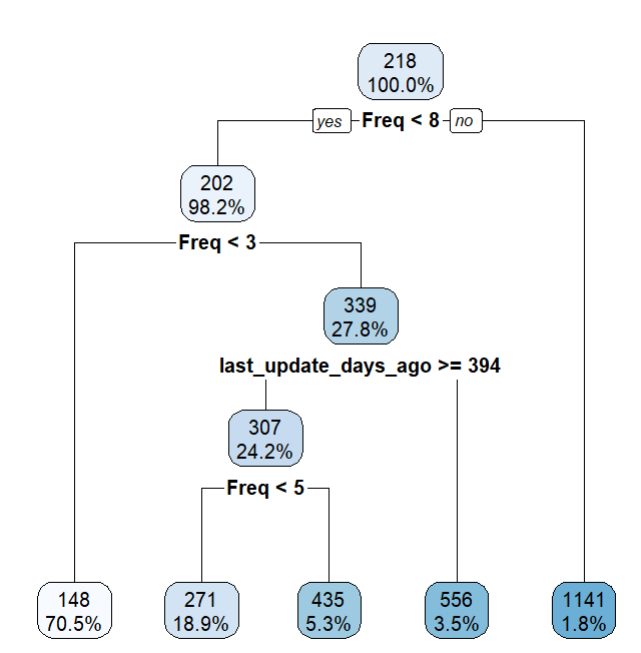 218
100.0%
yes Freq < 8 no
202
98.2%
Freq < 3
339
27.8%
last_update_days_ago >= 394
307
24.2%
Freq < 5
148 271 435 556 1141
70.5% 18.9% 5.3% 3.5% 1.8%